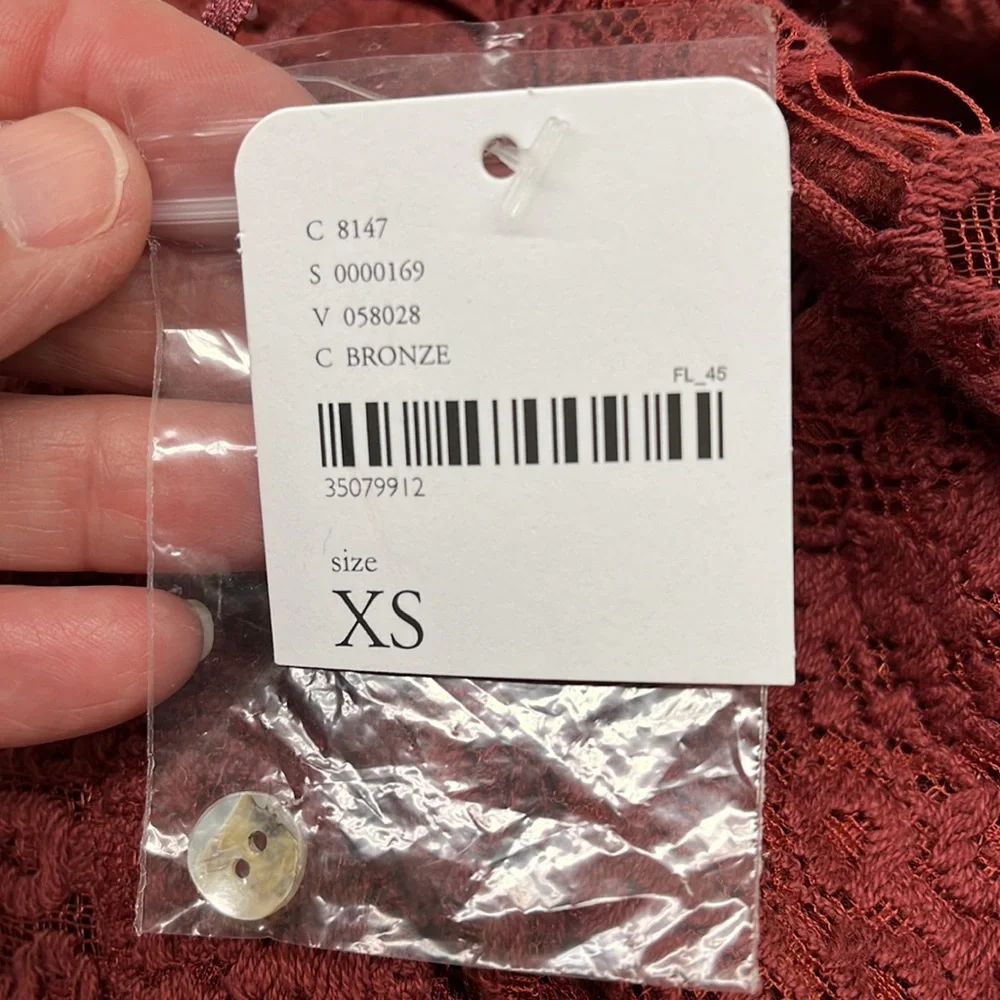 C 8147
S 0000169
V 058028
C BRONZE
FL_45
35079912
size
XS